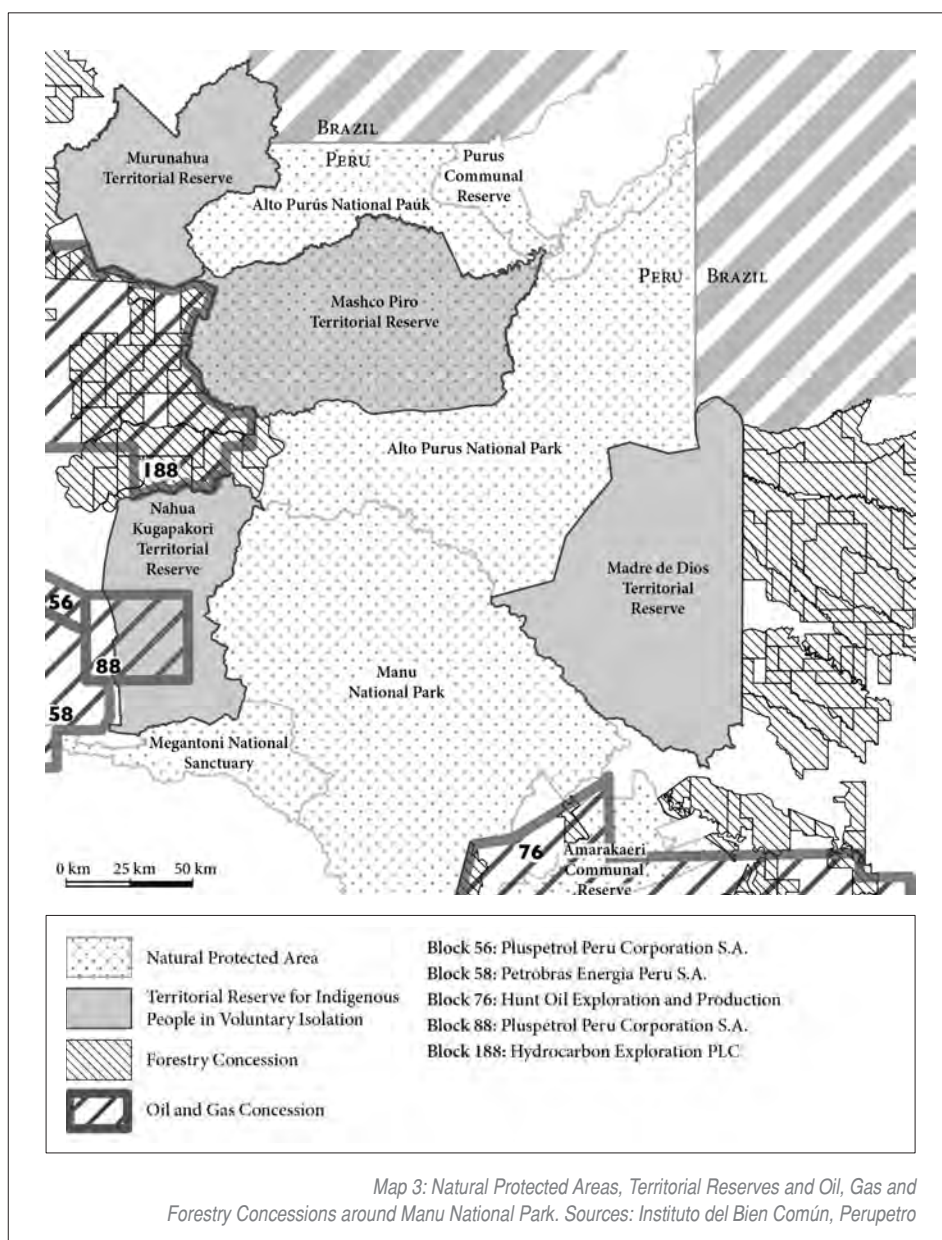 BRAZIL
PERU
Murunahua
Territorial Reserve
Purus
Communal
Reserve
Alto Purús National Paúk
PERU
BRAZIL
Mashco Piro
Territorial Reserve
Alto Purus National Park
188
Nahua
Kugapakori
Territorial
Reserve
Madre de Dios
Territorial
Reserve
56
88
58
Manu
National Park
Megantoni National
Sanctuary
76
Amarakaeri
Communal
Reserve
0 km 25 km 50 km
Natural Protected Area
Territorial Reserve for Indigenous
People in Voluntary Isolation
Forestry Concession
Oil and Gas Concession
Block 56: Pluspetrol Peru Corporation S.A.
Block 58: Petrobras Energia Peru S.A.
Block 76: Hunt Oil Exploration and Production
Block 88: Pluspetrol Peru Corporation S.A.
Block 188: Hydrocarbon Exploration PLC
Map 3: Natural Protected Areas, Territorial Reserves and Oil, Gas and
Forestry Concessions around Manu National Park. Sources: Instituto del Bien Común, Perupetro